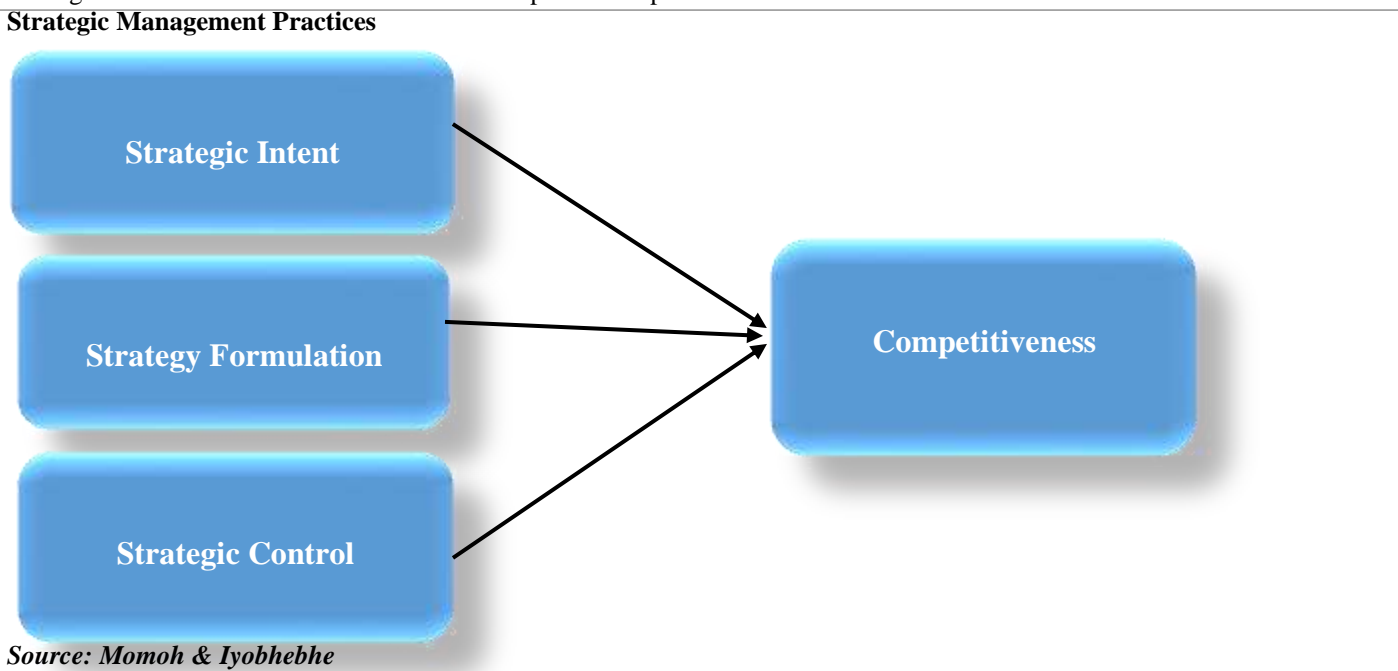 Strategic Management Practices
Strategic Intent
Strategy Formulation
Competitiveness
Strategic Control
Source: Momoh & Iyobhebhe